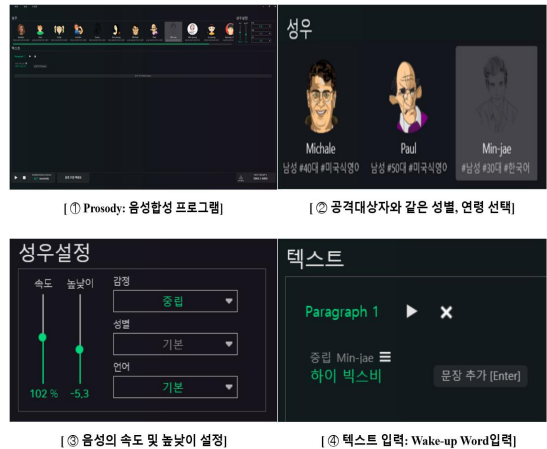 [ ① Prosody: 음성합성 프로그램]
성우
Michale
남성 #40대 #미국식영어
Paul
남성 #50대 #미국식영어
Min-jae
#남성 #30대 #한국어
[ ② 공격대상자와 같은 성별, 연령 선택]
성우설정
속도 높낮이
102 % -5,3
감정
중립
성별
기본
언어
기본
[ ③ 음성의 속도 및 높낮이 설정]
텍스트
Paragraph 1
중립 Min-jae
하이 빅스비
문장 추가 [Enter]
[ ④ 텍스트 입력: Wake-up Word입력]